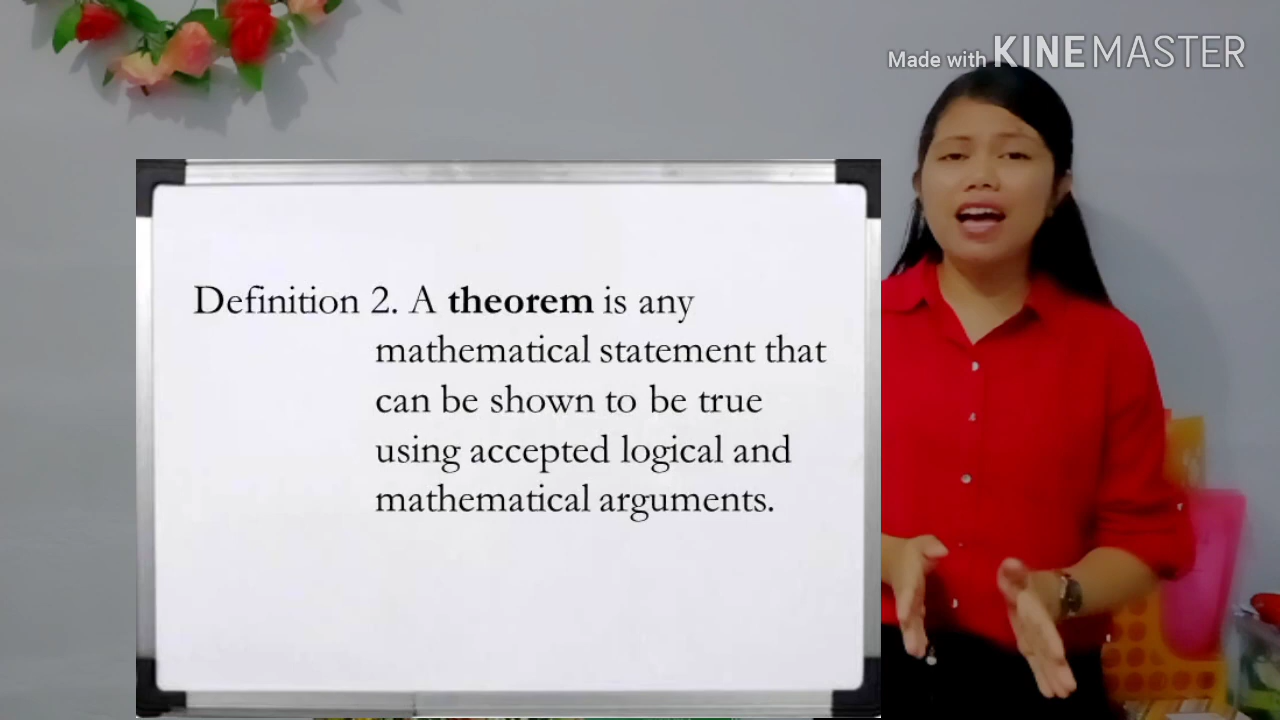 Made with KINEMASTER
Definition 2. A theorem is any
mathematical statement that
can be shown to be true
using accepted logical and
mathematical arguments.